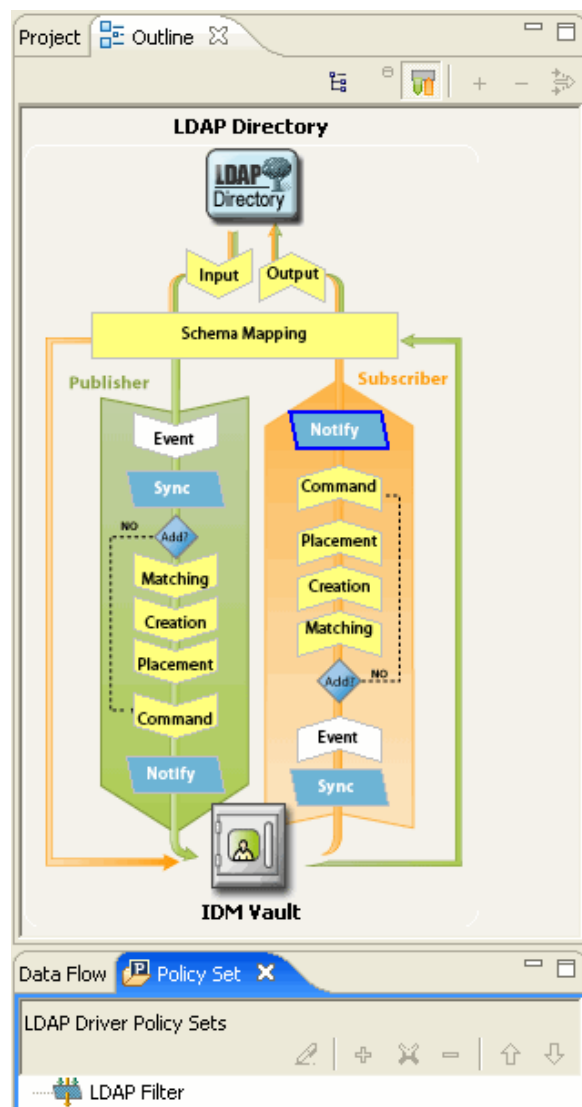 Project Outline
LDAP Directory
LDAP
Directory
Input Output
Schema Mapping
Publisher Subscriber
Notify
Event
Sync Command
NO
Add? Placement
Matching
Creation
Creation
Matching
Placement
Add? NO
Command
Event
Notify
Sync
IDM Vault
Data Flow Policy Set
LDAP Driver Policy Sets
LDAP Filter